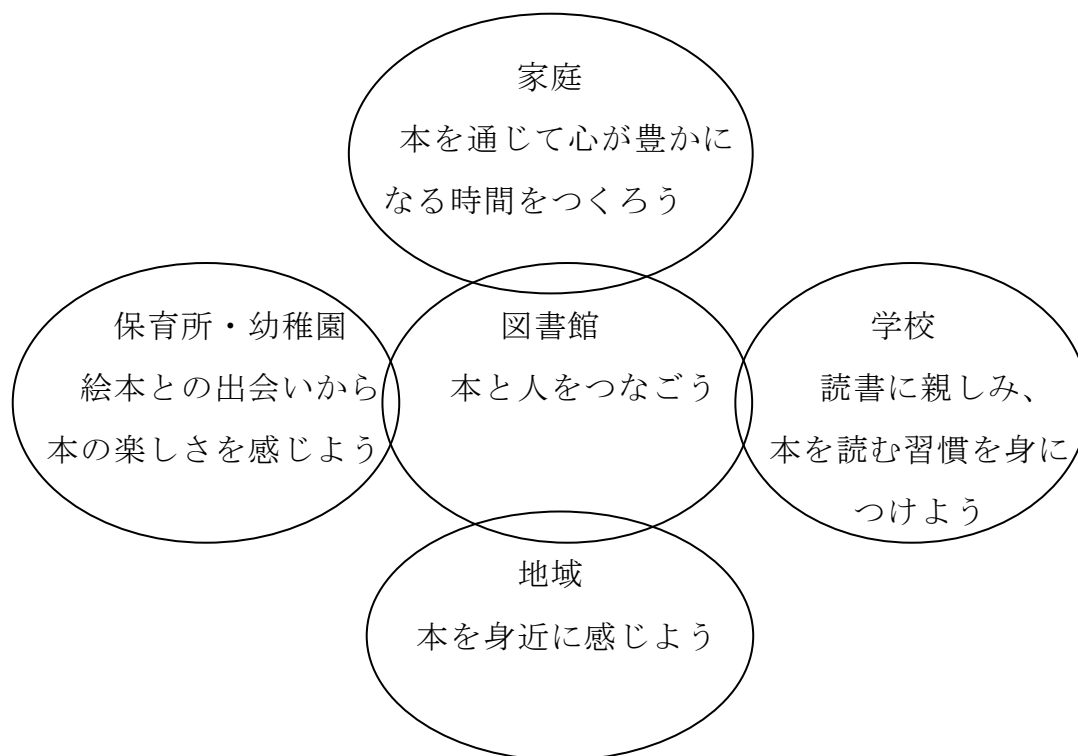 家庭
本を通じて心が豊かに
なる時間をつくろう
保育所・幼稚園
絵本との出会いから
本の楽しさを感じよう
図書館
本と人をつなごう
学校
読書に親しみ、
本を読む習慣を身に
つけよう
地域
本を身近に感じよう